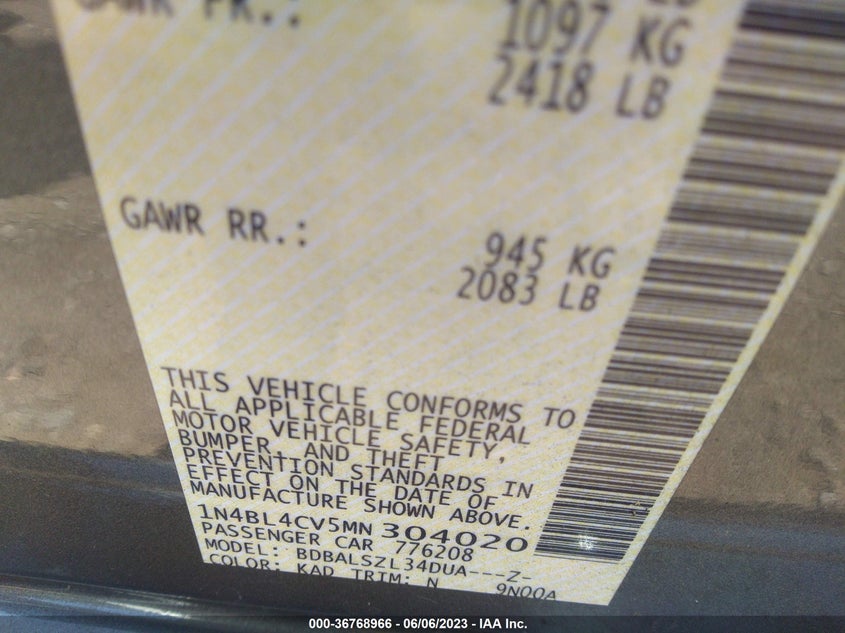 1097 KG
2418 LB
GAWR RR.:
945 KG
2083 LB
THIS VEHICLE CONFORMS TO
ALL APPLICABLE FEDERAL
MOTOR VEHICLE SAFETY,
BUMPER, AND THEFT
PREVENTION STANDARDS IN
EFFECT ON THE DATE OF
MANUFACTURE SHOWN ABOVE.
1N4BL4CV5MN304020
PASSENGER CAR 776208
MODEL: BDBALSZL34DUA---Z-
COLOR: KAD TRIM: N 9N00A
000-36768966 - 06/06/2023 - IAA Inc.